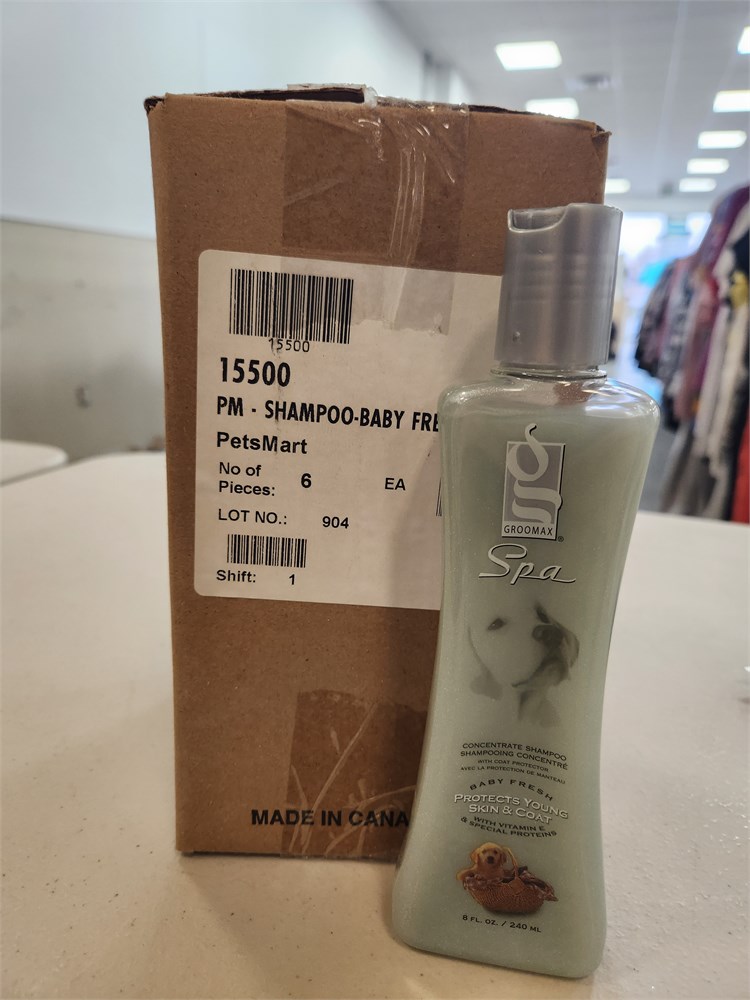 15500
15500
PM - SHAMPOO-BABY FRE
PetsMart
No of
Pieces: 6 EA
LOT NO.: 904
Shift: 1
MADE IN CANA
GROOMAX®
Spa
CONCENTRATE SHAMPOO
SHAMPOOING CONCENTRÉ
WITH COAT PROTECTOR
AVEC LA PROTECTION DE MANTEAU
BABY FRESH
PROTECTS YOUNG
SKIN & COAT
WITH VITAMIN E
& SPECIAL PROTEINS
8 FL. OZ. / 240 ML